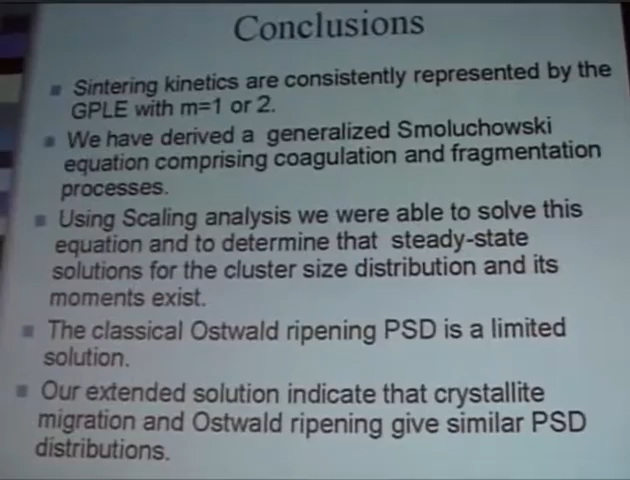 Conclusions
Sintering kinetics are consistently represented by the
GPLE with m=1 or 2.
We have derived a generalized Smoluchowski
equation comprising coagulation and fragmentation
processes.
Using Scaling analysis we were able to solve this
equation and to determine that steady-state
solutions for the cluster size distribution and its
moments exist.
The classical Ostwald ripening PSD is a limited
solution.
Our extended solution indicate that crystallite
migration and Ostwald ripening give similar PSD
distributions.